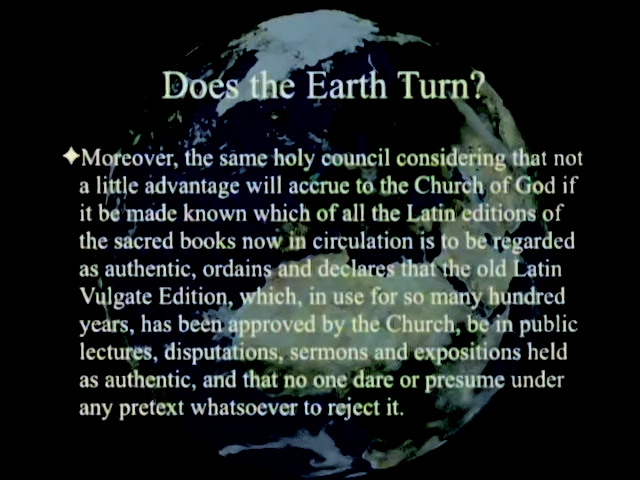 Does the Earth Turn?
✦Moreover, the same holy council considering that not
a little advantage will accrue to the Church of God if
it be made known which of all the Latin editions of
the sacred books now in circulation is to be regarded
as authentic, ordains and declares that the old Latin
Vulgate Edition, which, in use for so many hundred
years, has been approved by the Church, be in public
lectures, disputations, sermons and expositions held
as authentic, and that no one dare or presume under
any pretext whatsoever to reject it.